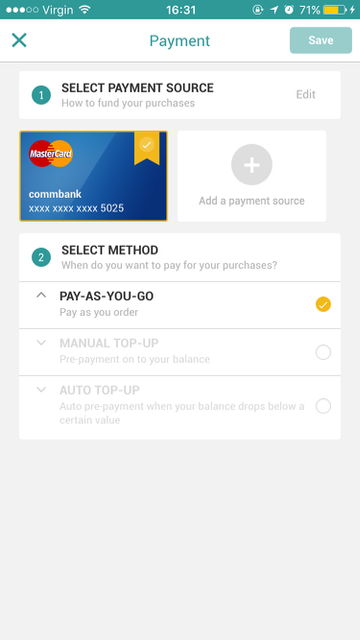 Virgin 16:31 71%
Payment Save
1 SELECT PAYMENT SOURCE
How to fund your purchases
Edit
MasterCard
commbank
xxxx xxxx xxxx 5025
Add a payment source
2 SELECT METHOD
When do you want to pay for your purchases?
PAY-AS-YOU-GO
Pay as you order
MANUAL TOP-UP
Pre-payment on to your balance
AUTO TOP-UP
Auto pre-payment when your balance drops below a
certain value